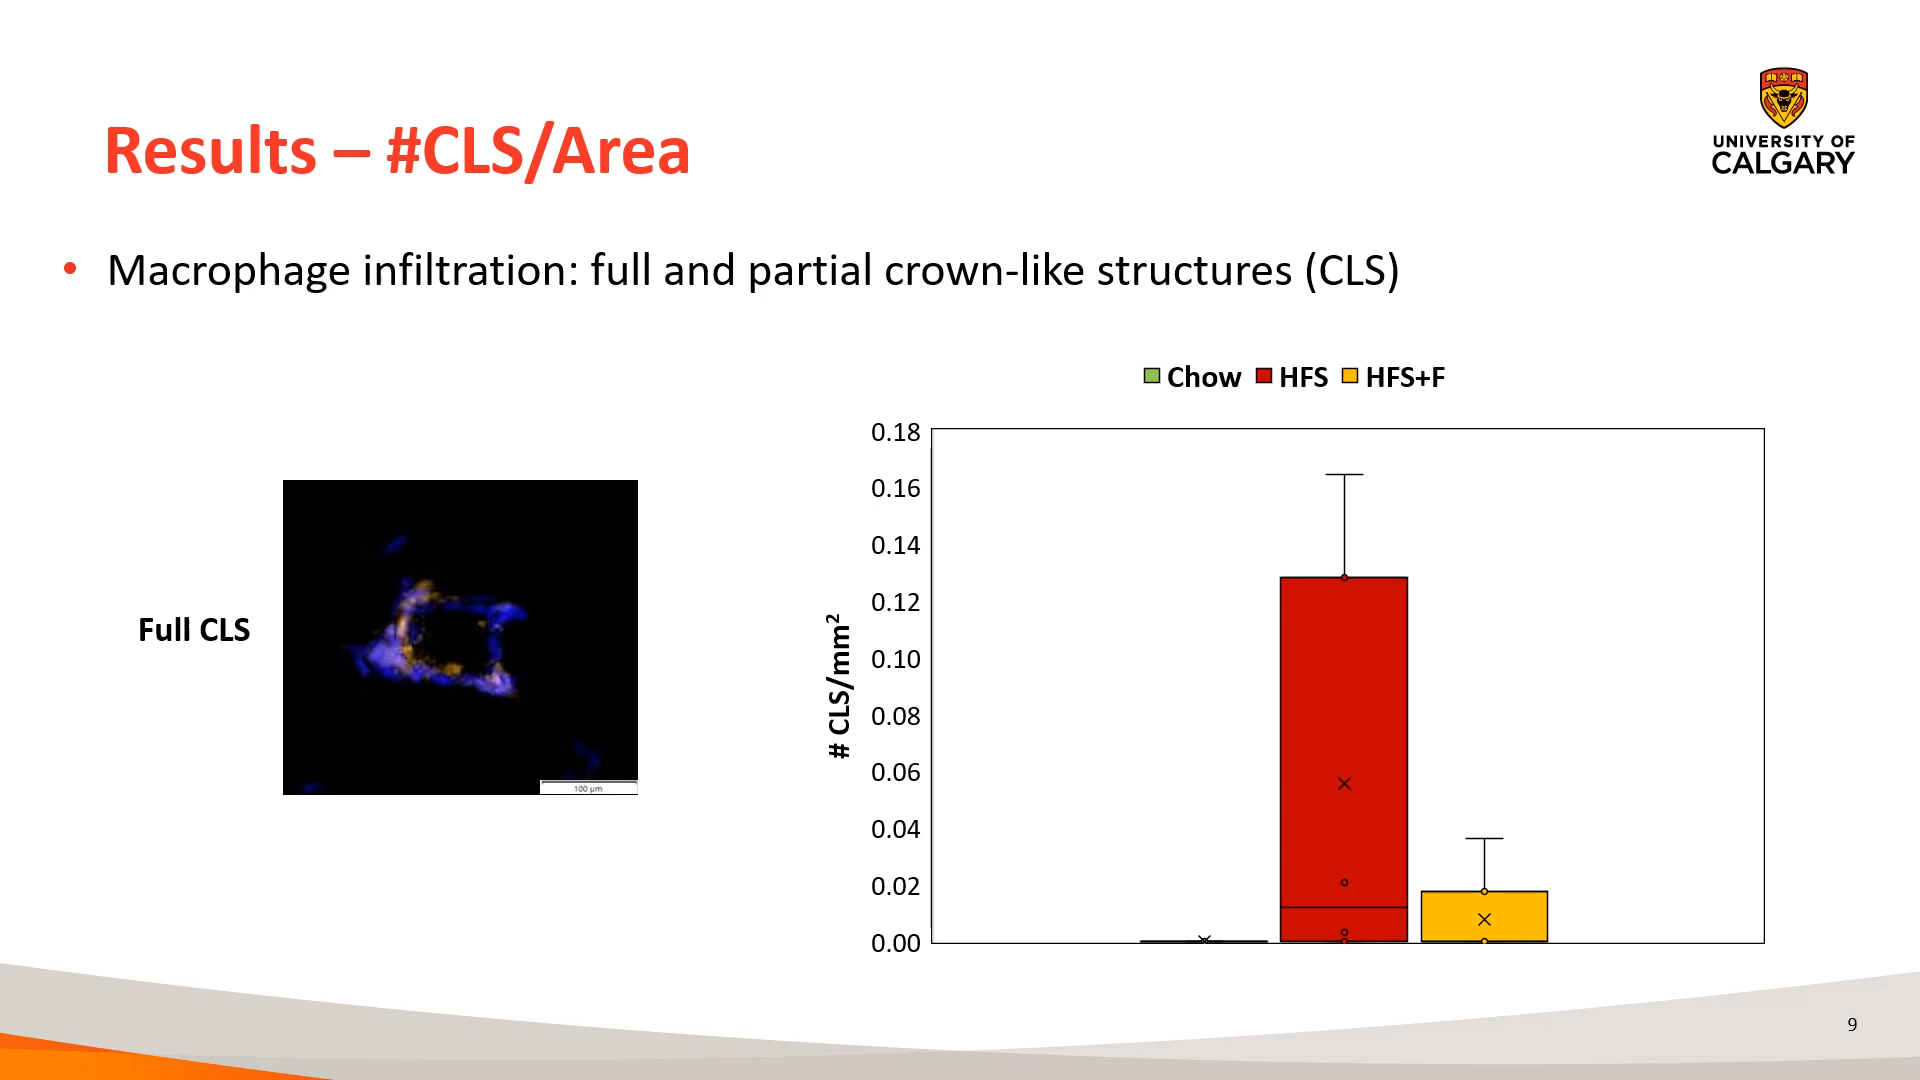 Results – #CLS/Area
UNIVERSITY OF
CALGARY
• Macrophage infiltration: full and partial crown-like structures (CLS)
Chow HFS HFS+F
Full CLS
100 µm
# CLS/mm²
0.18
0.16
0.14
0.12
0.10
0.08
0.06
0.04
0.02
0.00
9